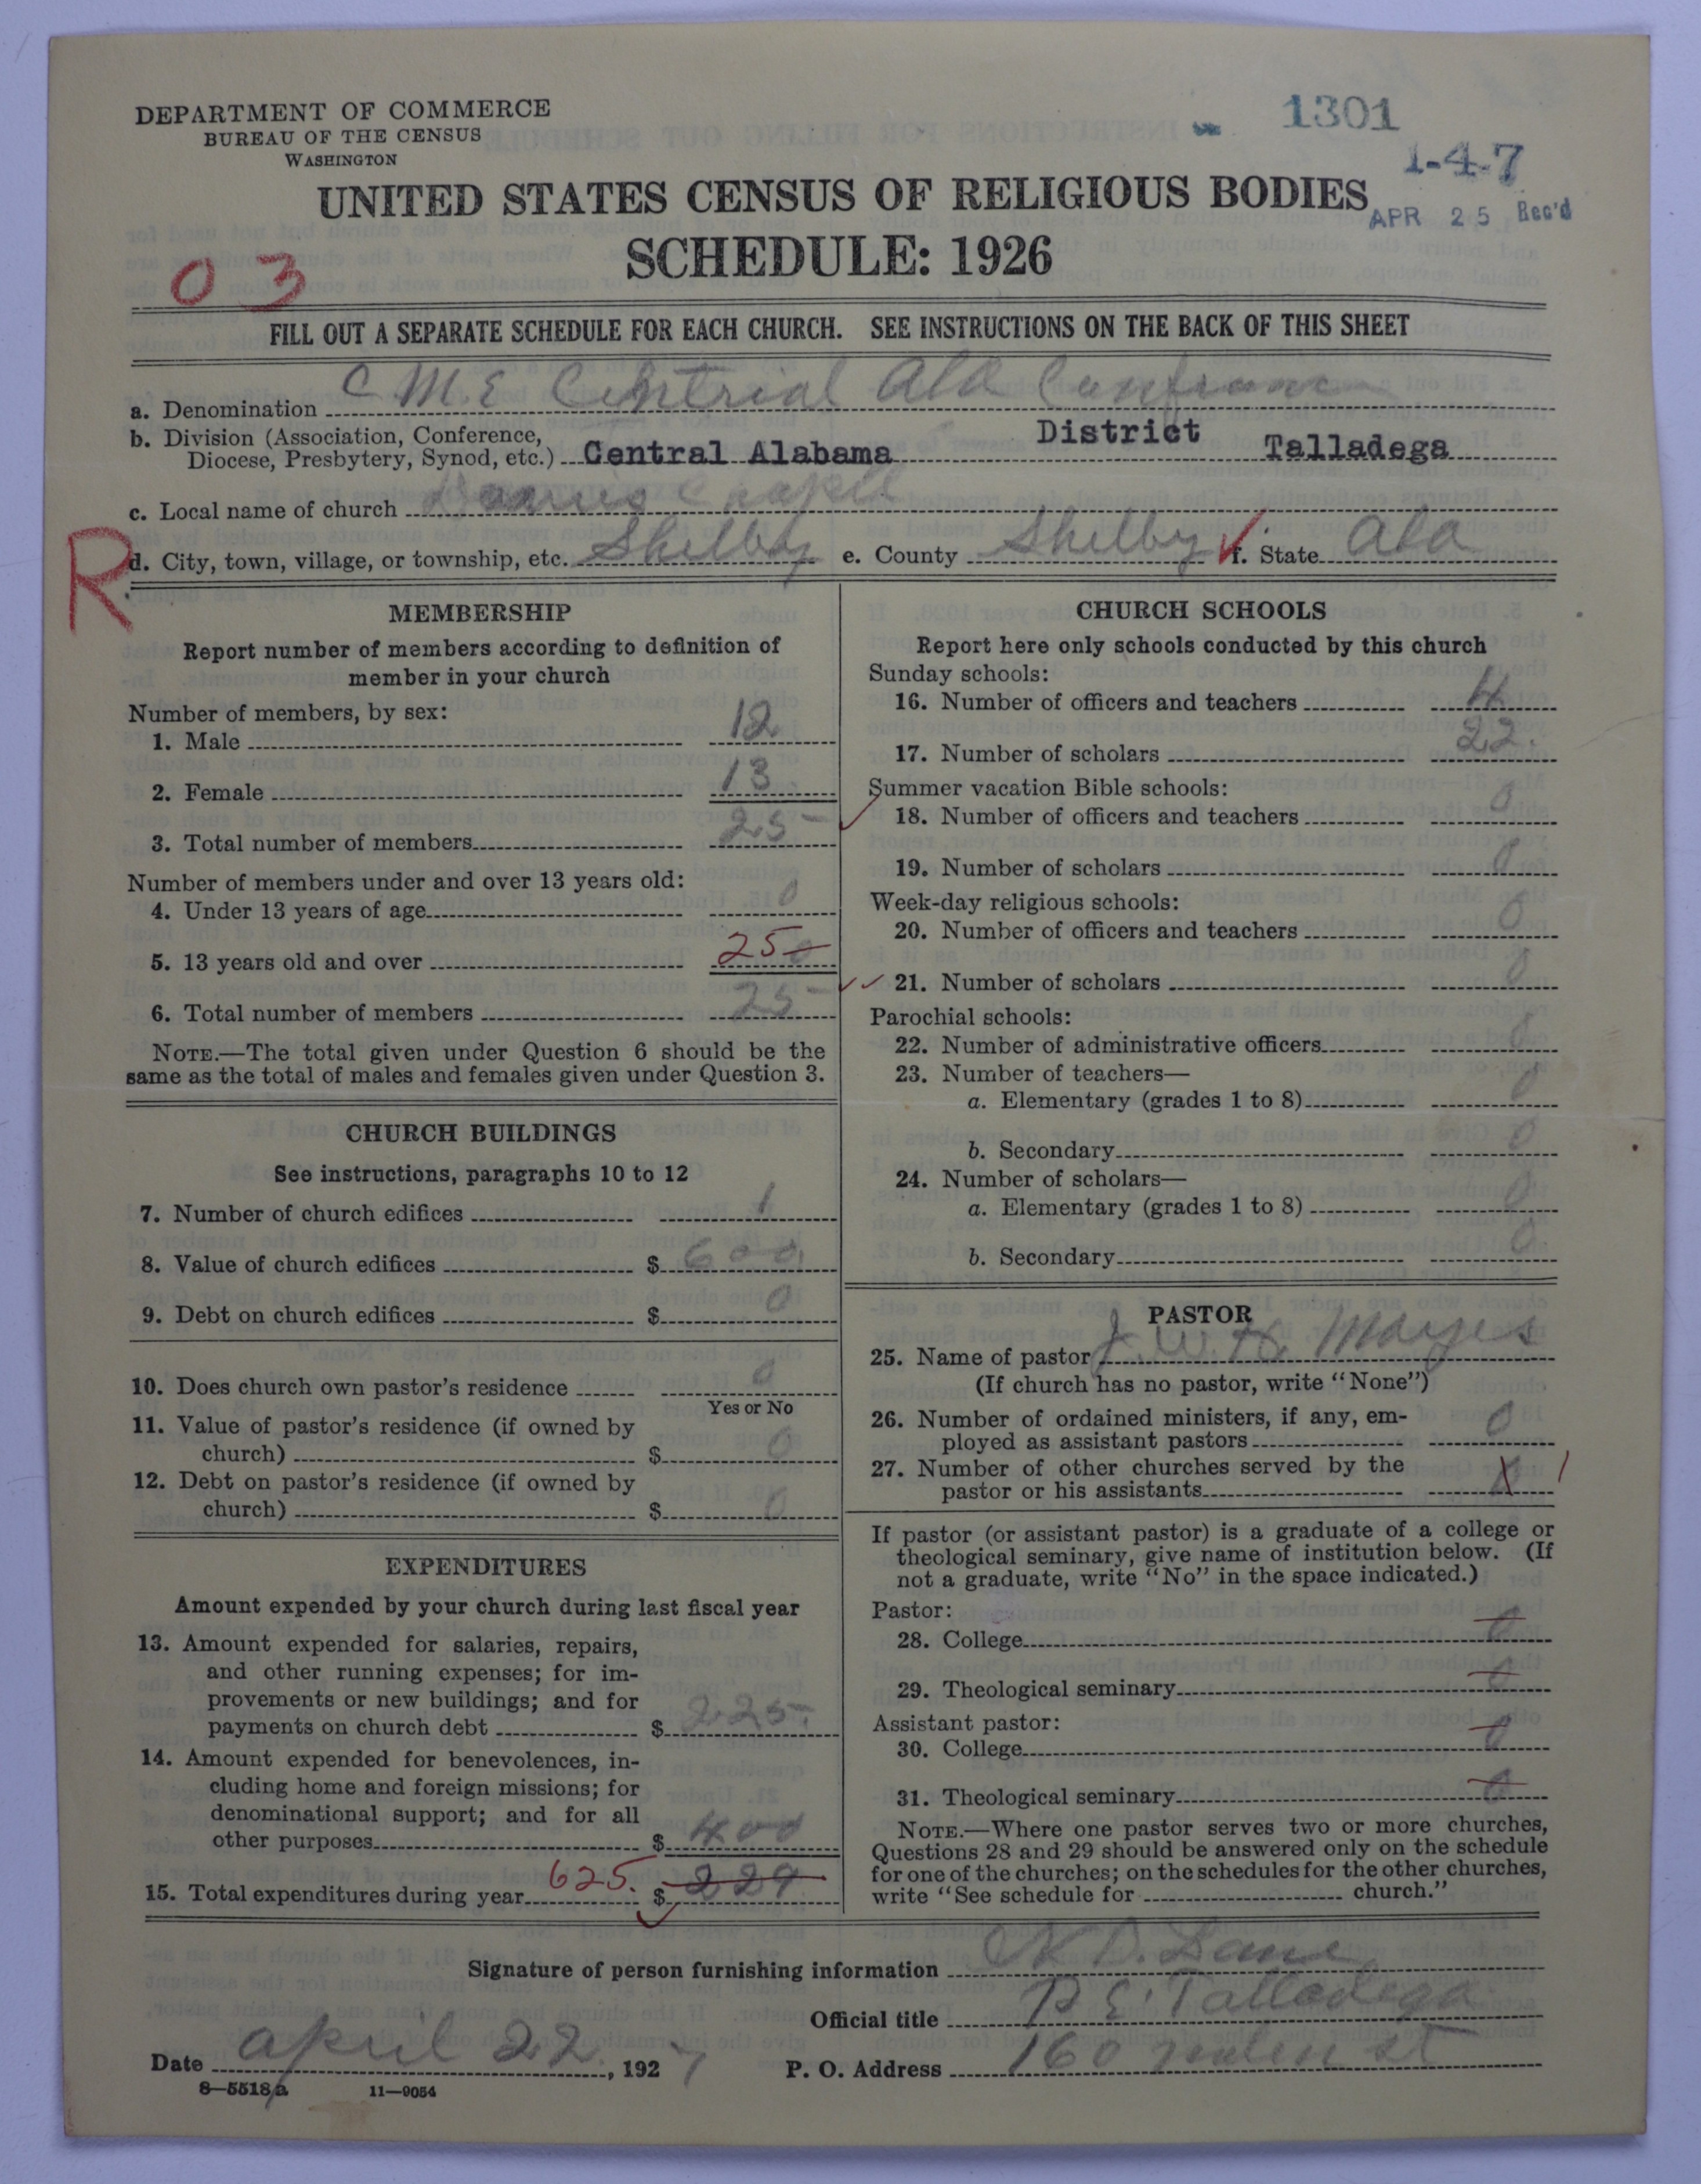 DEPARTMENT OF COMMERCE
BUREAU OF THE CENSUS
WASHINGTON
1301
1-4-7
UNITED STATES CENSUS OF RELIGIOUS BODIES
APR 25 Rec'd
SCHEDULE: 1926
03
FILL OUT A SEPARATE SCHEDULE FOR EACH CHURCH. SEE INSTRUCTIONS ON THE BACK OF THIS SHEET
a. Denomination C M E Centrial Ala
b. Division (Association, Conference, District
Diocese, Presbytery, Synod, etc.) Central Alabama Talladega
c. Local name of church
R
d. City, town, village, or township, etc. Shelby e. County Shelby f. State Ala
MEMBERSHIP
Report number of members according to definition of
member in your church
Number of members, by sex:
1. Male 12
2. Female 13
3. Total number of members 25
Number of members under and over 13 years old:
4. Under 13 years of age 0
5. 13 years old and over 25 0
6. Total number of members 25
NOTE.—The total given under Question 6 should be the
same as the total of males and females given under Question 3.
CHURCH BUILDINGS
See instructions, paragraphs 10 to 12
7. Number of church edifices 1
8. Value of church edifices $ 600
9. Debt on church edifices $ 0
10. Does church own pastor's residence 0
Yes or No
11. Value of pastor's residence (if owned by
church) $ 0
12. Debt on pastor's residence (if owned by
church) $ 0
EXPENDITURES
Amount expended by your church during last fiscal year
13. Amount expended for salaries, repairs,
and other running expenses; for im-
provements or new buildings; and for
payments on church debt $ 225
14. Amount expended for benevolences, in-
cluding home and foreign missions; for
denominational support; and for all
other purposes $ 400
15. Total expenditures during year 625. $ 229
CHURCH SCHOOLS
Report here only schools conducted by this church
Sunday schools:
16. Number of officers and teachers 4
17. Number of scholars 22.
Summer vacation Bible schools:
18. Number of officers and teachers 0
19. Number of scholars 0
Week-day religious schools:
20. Number of officers and teachers 0
21. Number of scholars 0
Parochial schools:
22. Number of administrative officers 0
23. Number of teachers—
a. Elementary (grades 1 to 8) 0
b. Secondary 0
24. Number of scholars—
a. Elementary (grades 1 to 8) 0
b. Secondary 0
PASTOR
25. Name of pastor J. W. H. Mayes
(If church has no pastor, write "None")
26. Number of ordained ministers, if any, em-
ployed as assistant pastors 0
27. Number of other churches served by the
pastor or his assistants 1
If pastor (or assistant pastor) is a graduate of a college or
theological seminary, give name of institution below. (If
not a graduate, write "No" in the space indicated.)
Pastor:
28. College 0
29. Theological seminary 0
Assistant pastor:
30. College 0
31. Theological seminary 0
NOTE.—Where one pastor serves two or more churches,
Questions 28 and 29 should be answered only on the schedule
for one of the churches; on the schedules for the other churches,
write "See schedule for church."
Signature of person furnishing information N. D. Lane
Official title P. E. Talladega
Date april 22, 1927 P. O. Address 160 st
8—5518a 11—9054